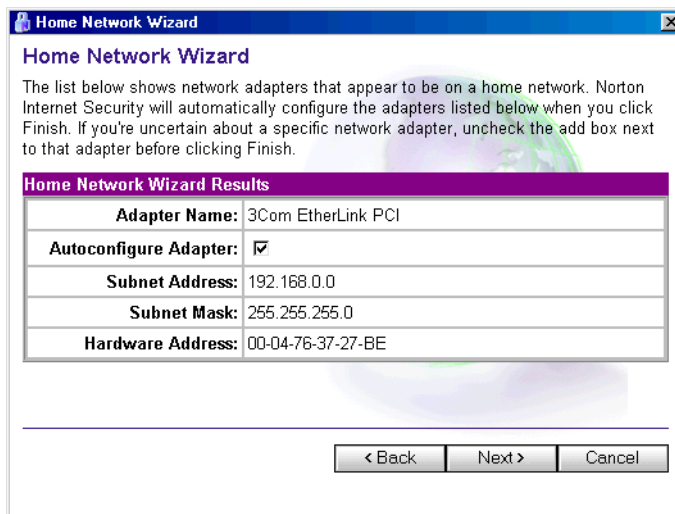 Home Network Wizard
Home Network Wizard
The list below shows network adapters that appear to be on a home network. Norton
Internet Security will automatically configure the adapters listed below when you click
Finish. If you're uncertain about a specific network adapter, uncheck the add box next
to that adapter before clicking Finish.
Home Network Wizard Results
Adapter Name: 3Com EtherLink PCI
Autoconfigure Adapter:
Subnet Address: 192.168.0.0
Subnet Mask: 255.255.255.0
Hardware Address: 00-04-76-37-27-BE
< Back Next > Cancel